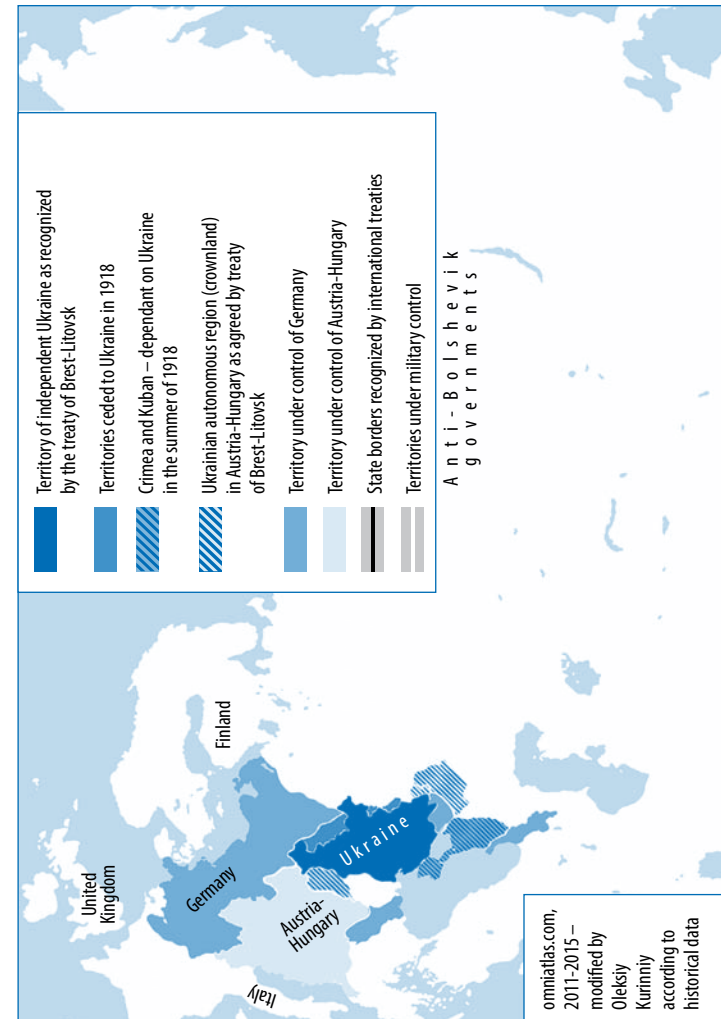 Territory of independent Ukraine as recognized
by the treaty of Brest-Litovsk
Territories ceded to Ukraine in 1918
Crimea and Kuban – dependant on Ukraine
in the summer of 1918
Ukrainian autonomous region (crownland)
in Austria-Hungary as agreed by treaty
of Brest-Litovsk
Territory under control of Germany
Territory under control of Austria-Hungary
State borders recognized by international treaties
Territories under military control
Anti-Bolshevik
governments
Finland
United
Kingdom
Germany
Ukraine
Austria-
Hungary
Italy
omniatlas.com,
2011-2015 –
modified by
Oleksiy
Kurinniy
according to
historical data